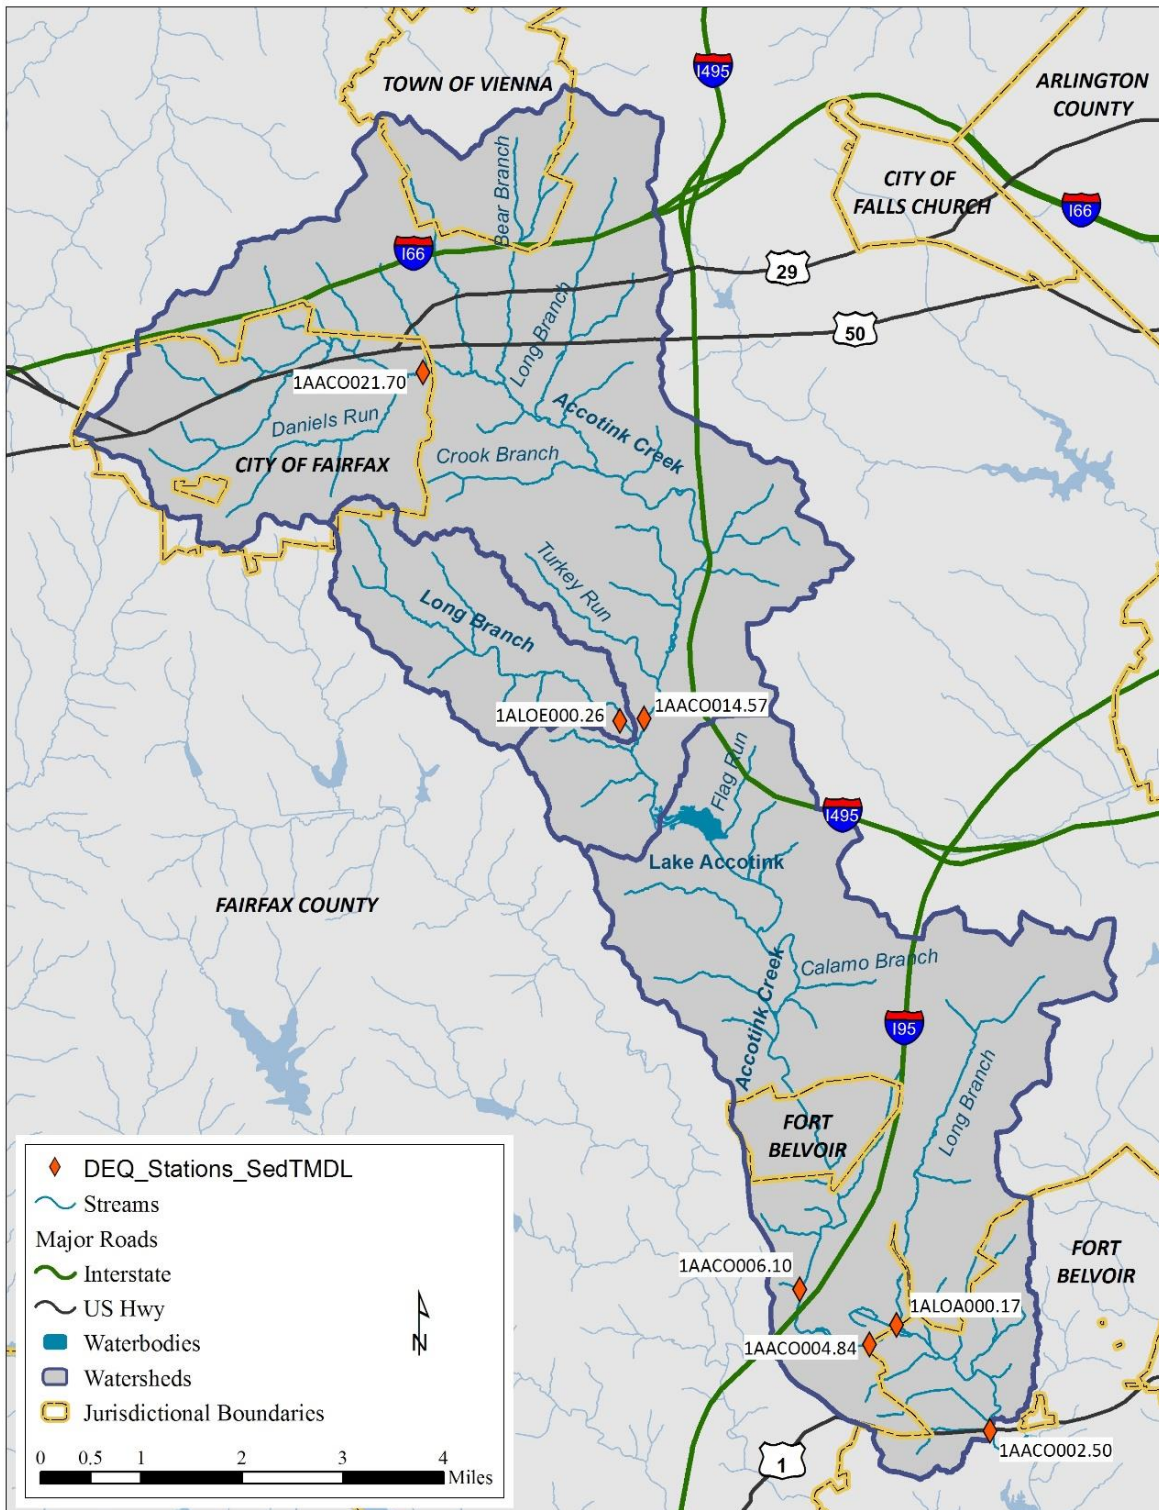 TOWN OF VIENNA
I495
ARLINGTON
COUNTY
Bear Branch
CITY OF
FALLS CHURCH
I66
I66
29
50
Long Branch
1AACO021.70
Accotink Creek
Daniels Run
Crook Branch
CITY OF FAIRFAX
Turkey Run
Long Branch
1ALOE000.26
1AACO014.57
Flag Run
I495
Lake Accotink
FAIRFAX COUNTY
Calamo Branch
Accotink Creek
I95
Long Branch
FORT
BELVOIR
FORT
BELVOIR
1AACO006.10
1ALOA000.17
1AACO004.84
1AACO002.50
1
DEQ_Stations_SedTMDL
Streams
Major Roads
Interstate
US Hwy
Waterbodies
Watersheds
Jurisdictional Boundaries
N
0 0.5 1 2 3 4
Miles